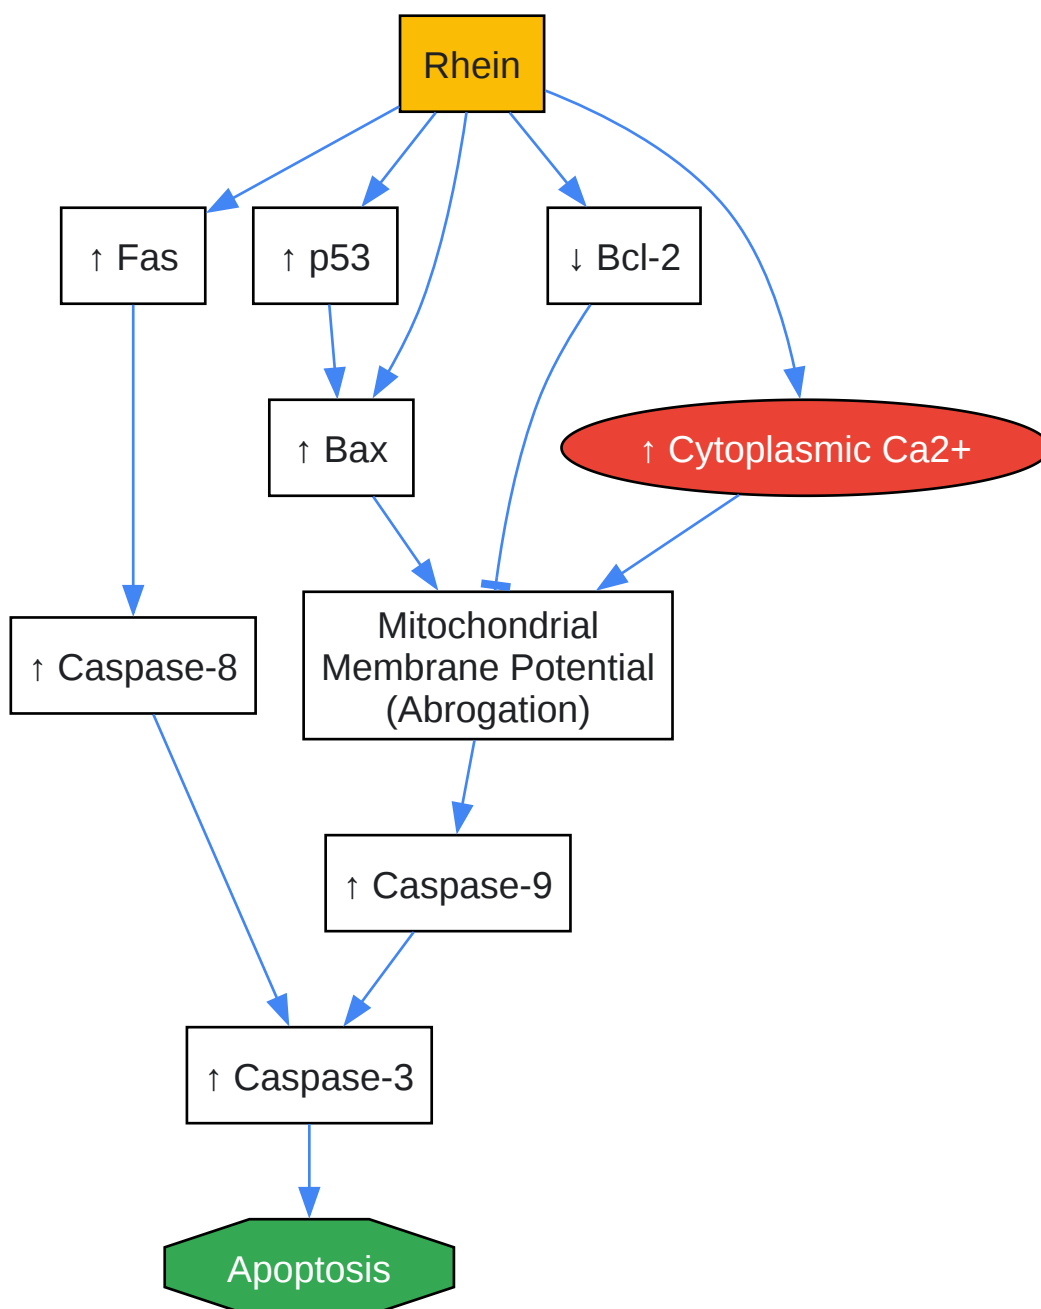 Rhein
↑ Fas
↑ p53
↓ Bcl-2
↑ Bax
↑ Cytoplasmic Ca2+
↑ Caspase-8
Mitochondrial
Membrane Potential
(Abrogation)
↑ Caspase-9
↑ Caspase-3
Apoptosis